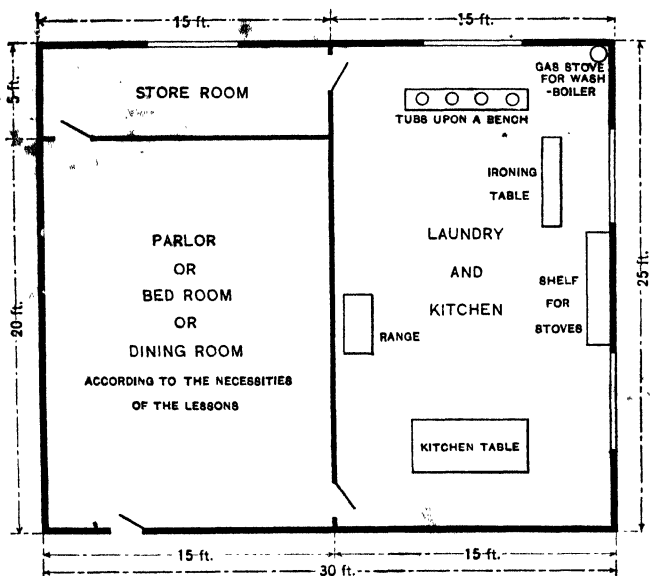 15 ft.
15 ft.
5 ft.
STORE ROOM
GAS STOVE
FOR WASH
-BOILER
TUBS UPON A BENCH
IRONING
TABLE
20 ft.
PARLOR
OR
BED ROOM
OR
DINING ROOM
ACCORDING TO THE NECESSITIES
OF THE LESSONS
LAUNDRY
AND
KITCHEN
RANGE
SHELF
FOR
STOVES
25 ft.
KITCHEN TABLE
15 ft.
15 ft.
30 ft.